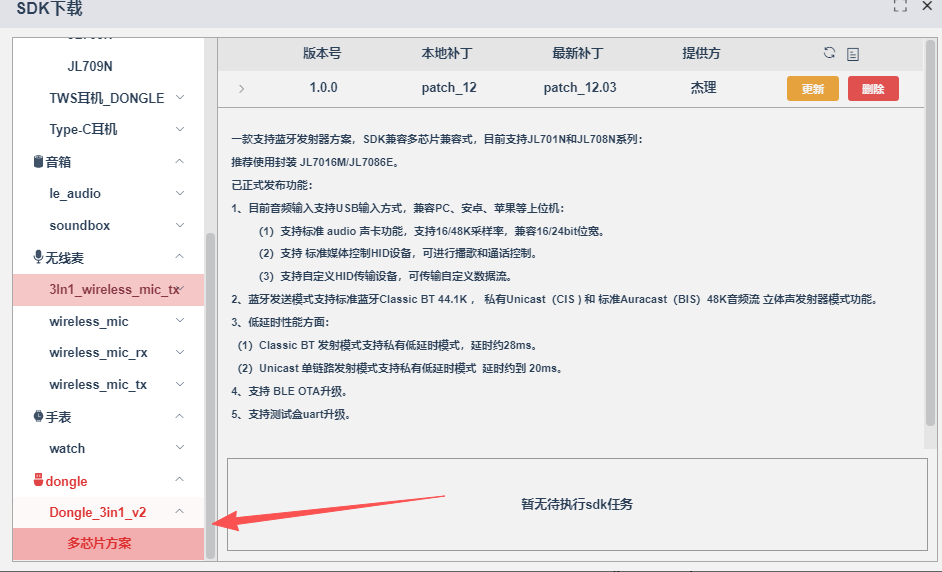 SDK下载
JL709N
TWS耳机_DONGLE
Type-C耳机
音箱
le_audio
soundbox
无线麦
3In1_wireless_mic_tx
wireless_mic
wireless_mic_rx
wireless_mic_tx
手表
watch
dongle
Dongle_3in1_v2
多芯片方案
版本号 本地补丁 最新补丁 提供方
1.0.0 patch_12 patch_12.03 杰理 更新 删除
一款支持蓝牙发射器方案，SDK兼容多芯片兼容式，目前支持JL701N和JL708N系列：
推荐使用封装 JL7016M/JL7086E。
已正式发布功能：
1、目前音频输入支持USB输入方式，兼容PC、安卓、苹果等上位机：
（1）支持标准 audio 声卡功能，支持16/48K采样率，兼容16/24bit位宽。
（2）支持 标准媒体控制HID设备，可进行播歌和通话控制。
（3）支持自定义HID传输设备，可传输自定义数据流。
2、蓝牙发送模式支持标准蓝牙Classic BT 44.1K ， 私有Unicast（CIS ）和 标准Auracast（BIS）48K音频流 立体声发射器模式功能。
3、低延时性能方面：
（1）Classic BT 发射模式支持私有低延时模式，延时约28ms。
（2）Unicast 单链路发射模式支持私有低延时模式 延时约到 20ms。
4、支持 BLE OTA升级。
5、支持测试盒uart升级。
暂无待执行sdk任务